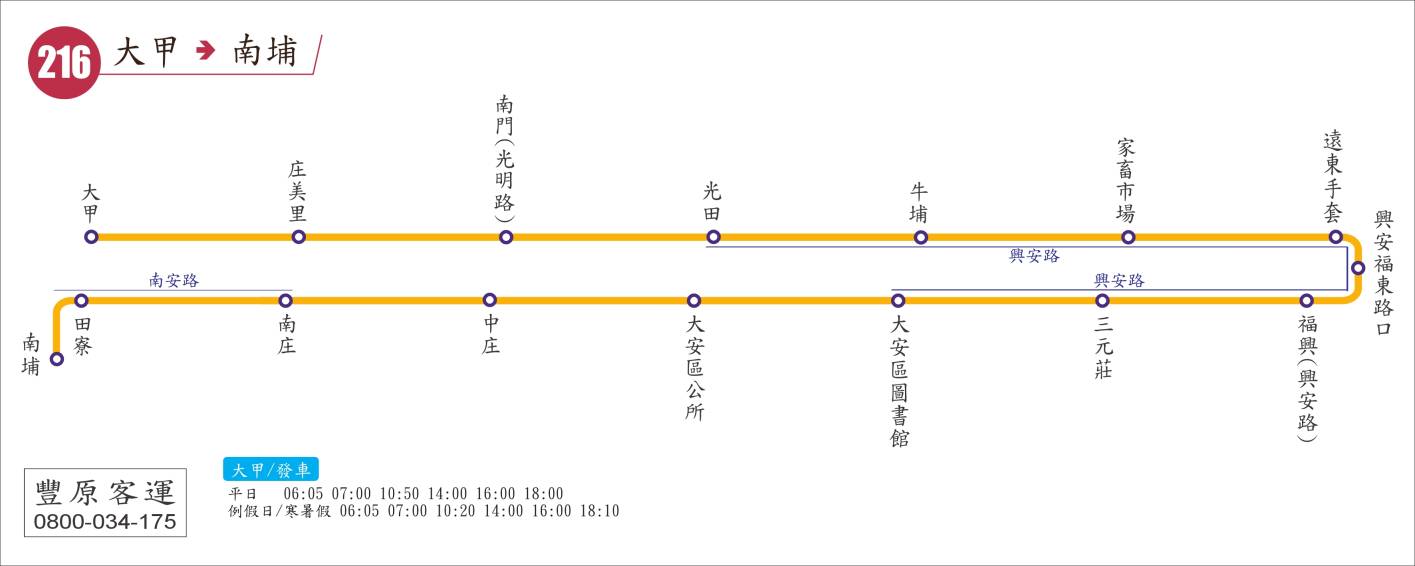 216
大甲 ➔ 南埔
大甲
庄美里
南門(光明路)
光田
牛埔
家畜市場
遠東手套
興安福東路口
興安路
南安路
興安路
南埔
田寮
南庄
中庄
大安區公所
大安區圖書館
三元莊
福興(興安路)
豐原客運
0800-034-175
大甲/發車
平日 06:05 07:00 10:50 14:00 16:00 18:00
例假日/寒暑假 06:05 07:00 10:20 14:00 16:00 18:10